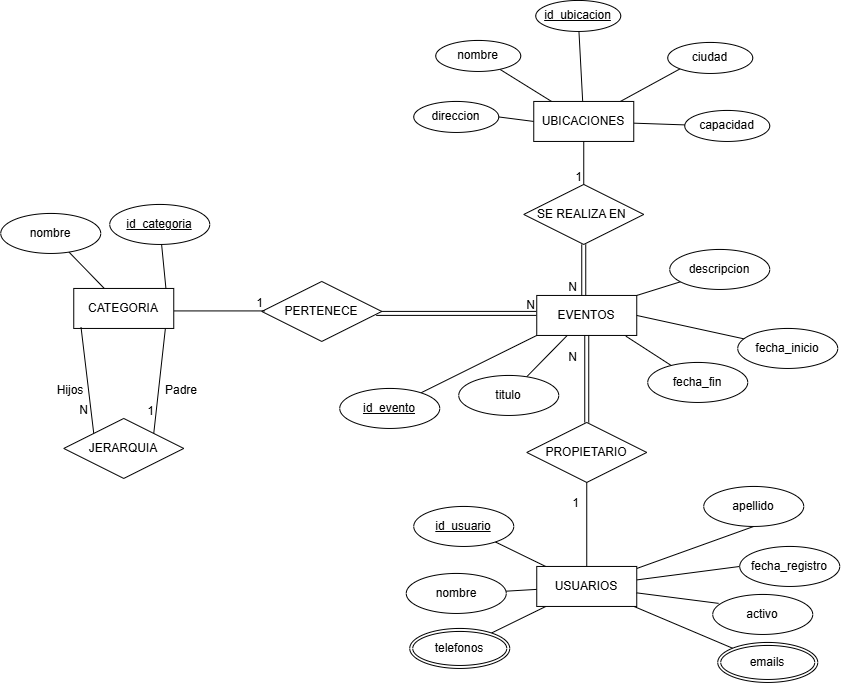 id_ubicacion
nombre
ciudad
direccion
UBICACIONES
capacidad
1
SE REALIZA EN
nombre
id_categoria
N
descripcion
CATEGORIA
1
PERTENECE
N
EVENTOS
fecha_inicio
N
Hijos
Padre
fecha_fin
titulo
id_evento
N
1
JERARQUIA
PROPIETARIO
1
apellido
id_usuario
fecha_registro
USUARIOS
nombre
activo
telefonos
emails